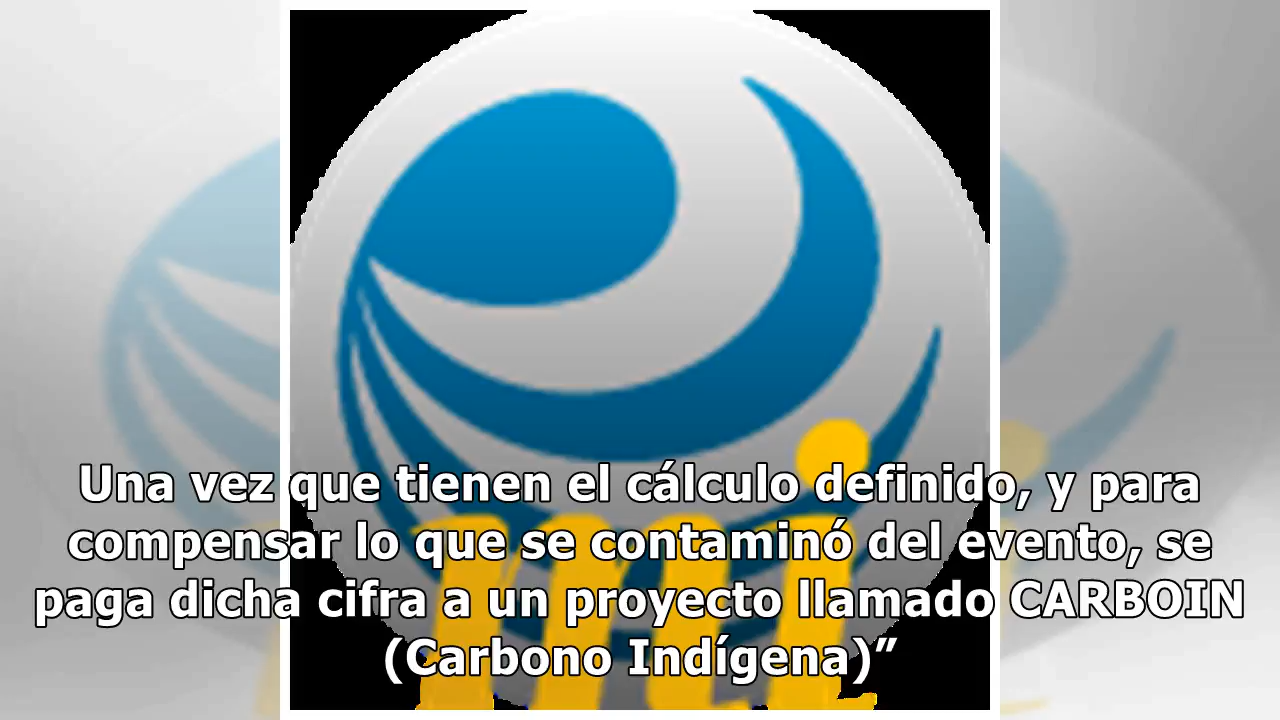 Una vez que tienen el cálculo definido, y para
compensar lo que se contaminó del evento, se
paga dicha cifra a un proyecto llamado CARBOIN
(Carbono Indígena)”